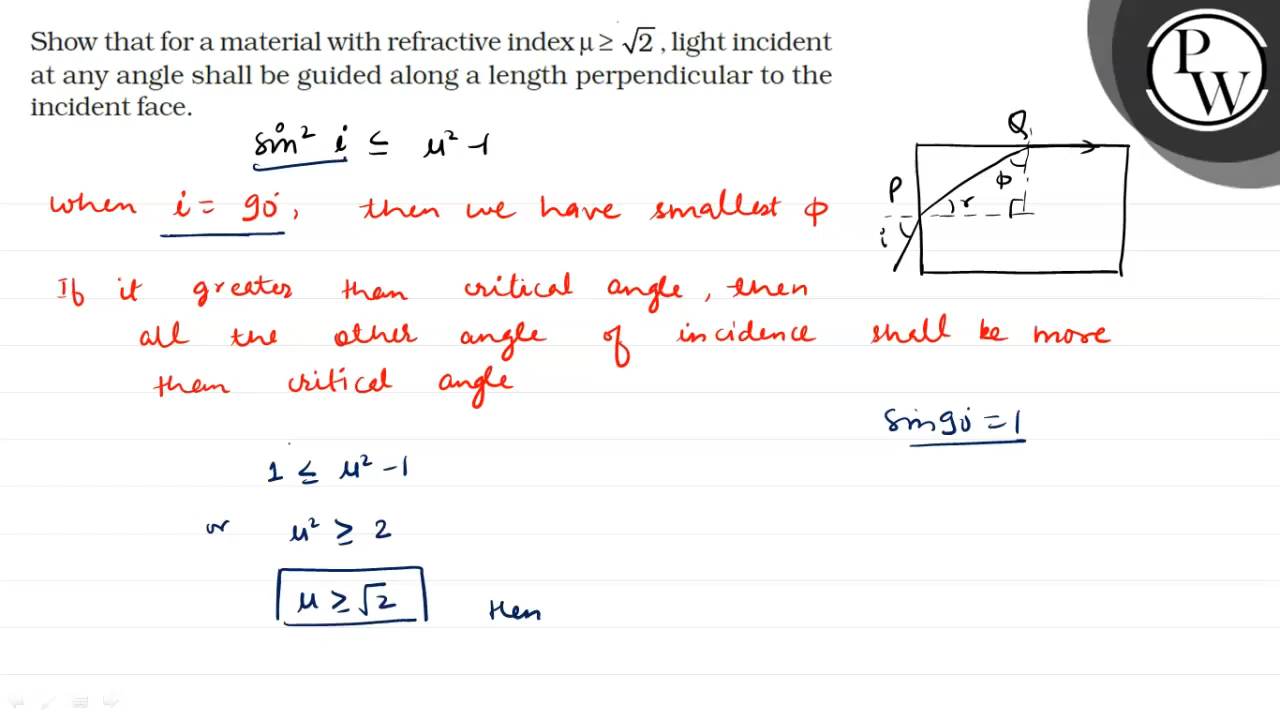 Show that for a material with refractive index μ ≥ √2 , light incident
at any angle shall be guided along a length perpendicular to the
incident face.
PW
sin² i ≤ μ² -1
Q
P
ϕ
r
i
when i = 90°, then we have smallest ϕ
If it greater than critical angle, then
all the other angle of incidence shall be more
than critical angle
sin90° = 1
1 ≤ μ² -1
or μ² ≥ 2
μ ≥ √2 then